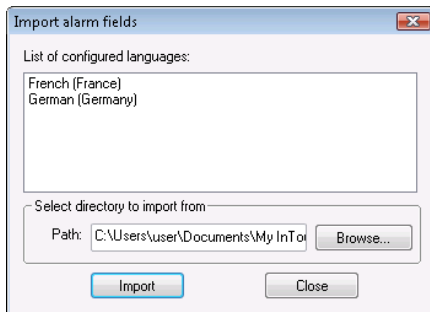 Import alarm fields
List of configured languages:
French (France)
German (Germany)
Select directory to import from
Path: C:\Users\user\Documents\My InTou Browse...
Import Close